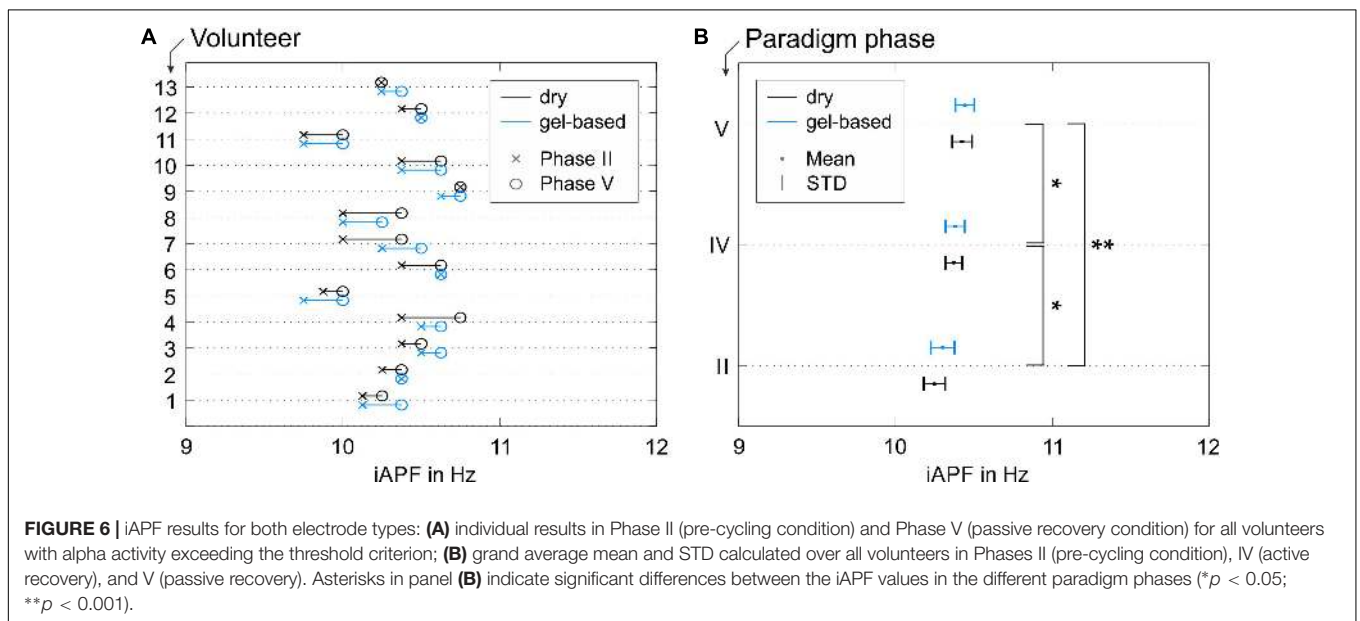 A Volunteer
13
12
11
10
9
8
7
6
5
4
3
2
1
dry
gel-based
× Phase II
○ Phase V
9 10 11 12
iAPF in Hz
B Paradigm phase
V
IV
II
dry
gel-based
Mean
STD
*
**
*
9 10 11 12
iAPF in Hz
FIGURE 6 | iAPF results for both electrode types: (A) individual results in Phase II (pre-cycling condition) and Phase V (passive recovery condition) for all volunteers
with alpha activity exceeding the threshold criterion; (B) grand average mean and STD calculated over all volunteers in Phases II (pre-cycling condition), IV (active
recovery), and V (passive recovery). Asterisks in panel (B) indicate significant differences between the iAPF values in the different paradigm phases (*p < 0.05;
**p < 0.001).